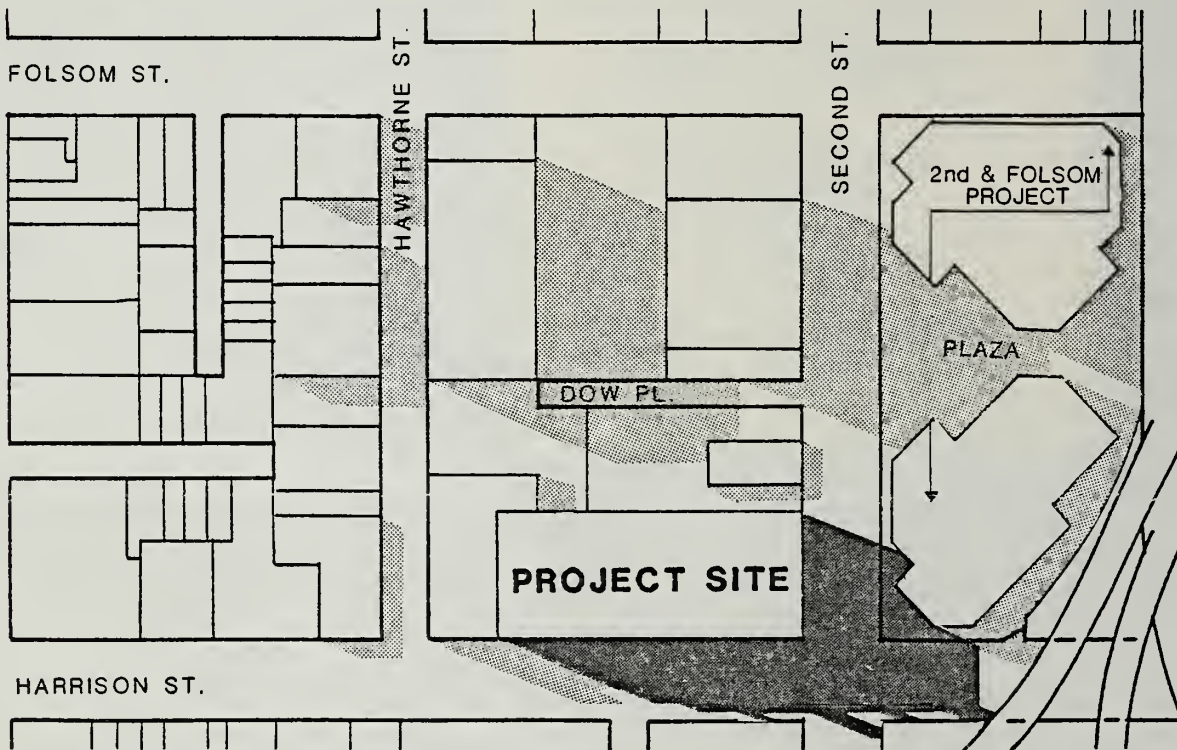 FOLSOM ST.
HAWTHORNE ST.
SECOND ST.
2nd & FOLSOM
PROJECT
PLAZA
DOW PL.
PROJECT SITE
HARRISON ST.